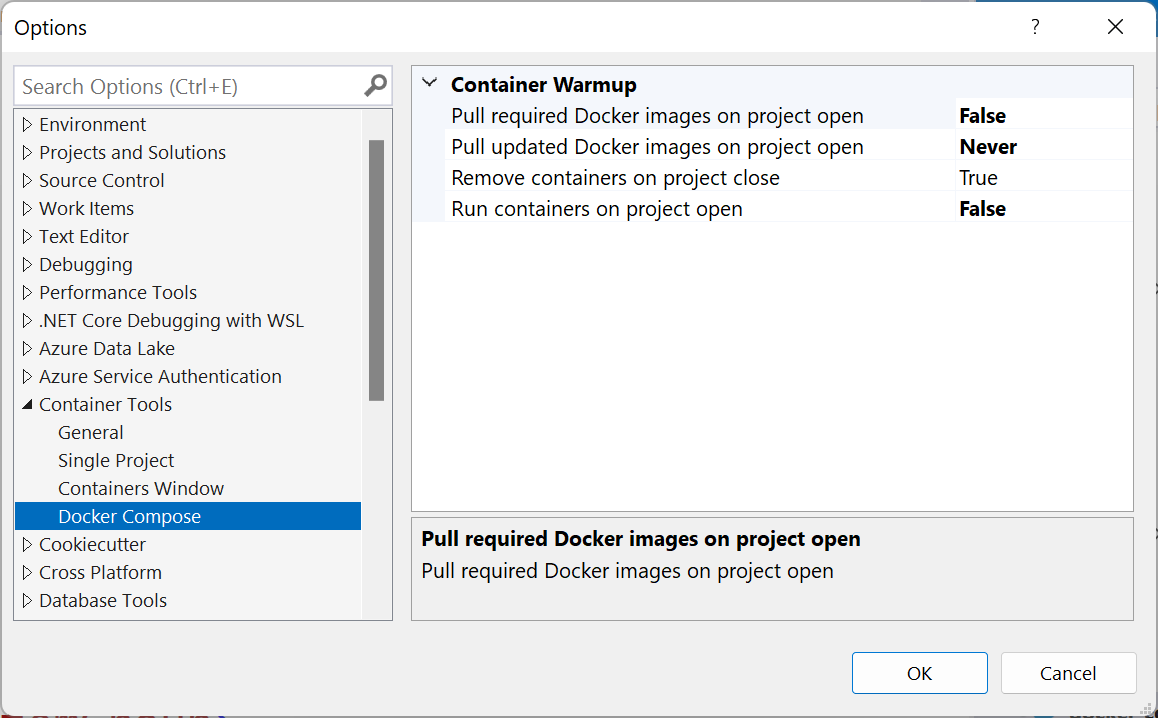 Options
?
Search Options (Ctrl+E)
Environment
Projects and Solutions
Source Control
Work Items
Text Editor
Debugging
Performance Tools
.NET Core Debugging with WSL
Azure Data Lake
Azure Service Authentication
Container Tools
General
Single Project
Containers Window
Docker Compose
Cookiecutter
Cross Platform
Database Tools
Container Warmup
Pull required Docker images on project open False
Pull updated Docker images on project open Never
Remove containers on project close True
Run containers on project open False
Pull required Docker images on project open
Pull required Docker images on project open
OK Cancel